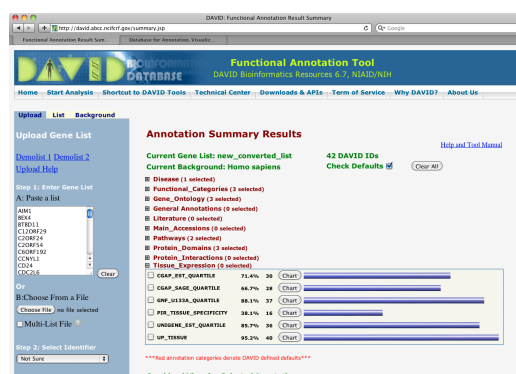 DAVID: Functional Annotation Result Summary
http://david.abcc.ncifcrf.gov/summary.jsp
Google
Functional Annotation Result Sum...
Database for Annotation, Visualiz...
DAVID BIOINFORMATICS DATABASE
Functional Annotation Tool
DAVID Bioinformatics Resources 6.7, NIAID/NIH
Home Start Analysis Shortcut to DAVID Tools Technical Center Downloads & APIs Term of Service Why DAVID? About Us
Upload List Background
Upload Gene List
Demolist 1 Demolist 2
Upload Help
Step 1: Enter Gene List
A: Paste a list
AIM1
BEX4
BTBD11
C12ORF29
C2ORF24
C2ORF54
C6ORF192
CCNYL1
CD24
CDC2L6
Clear
Or
B:Choose From a File
Choose File no file selected
Multi-List File
Step 2: Select Identifier
Not Sure
Annotation Summary Results
Help and Tool Manual
Current Gene List: new_converted_list
42 DAVID IDs
Current Background: Homo sapiens
Check Defaults
Clear All
Disease (1 selected)
Functional_Categories (3 selected)
Gene_Ontology (3 selected)
General Annotations (0 selected)
Literature (0 selected)
Main_Accessions (0 selected)
Pathways (2 selected)
Protein_Domains (3 selected)
Protein_Interactions (0 selected)
Tissue_Expression (0 selected)
CGAP_EST_QUARTILE 71.4% 30 Chart
CGAP_SAGE_QUARTILE 66.7% 28 Chart
GNF_U133A_QUARTILE 88.1% 37 Chart
PIR_TISSUE_SPECIFICITY 38.1% 16 Chart
UNIGENE_EST_QUARTILE 85.7% 36 Chart
UP_TISSUE 95.2% 40 Chart
***Red annotation categories denote DAVID defined defaults***